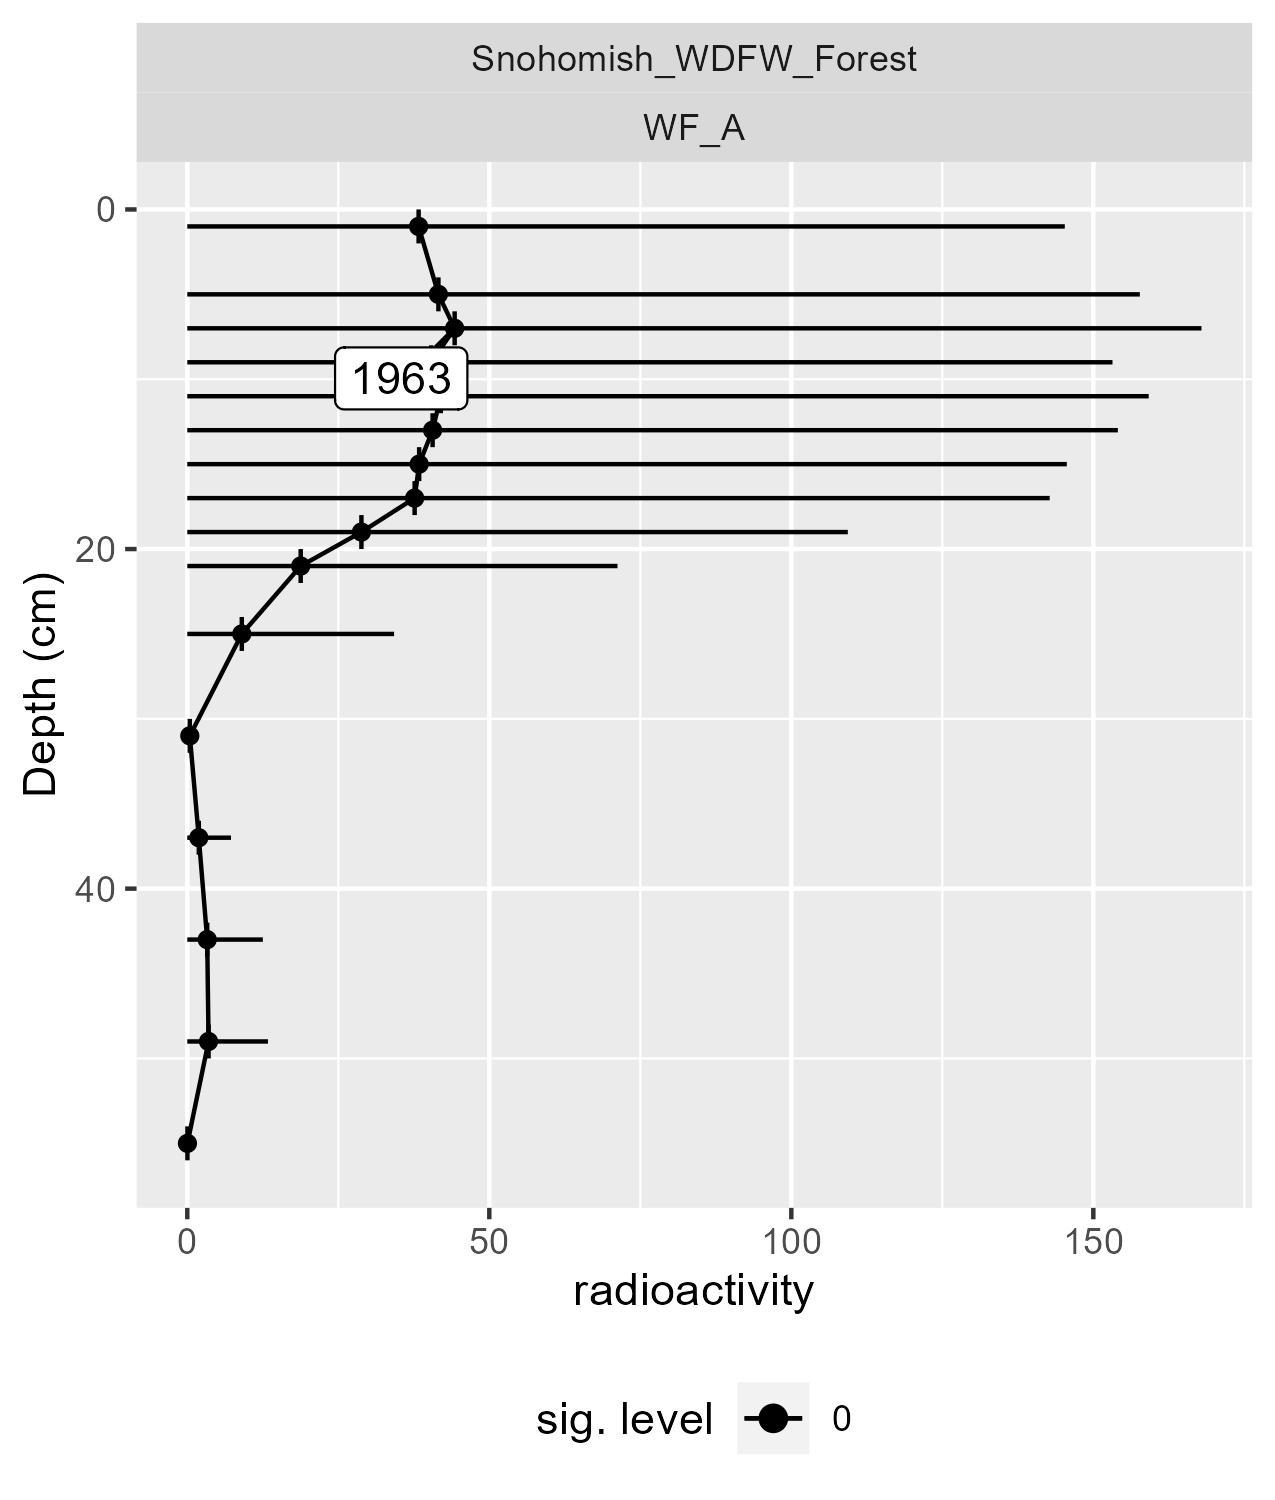 Snohomish_WDFW_Forest
WF_A
0
1963
20
40
Depth (cm)
0 50 100 150
radioactivity
sig. level 0